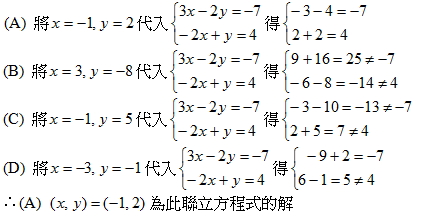 (A) 將x=-1, y=2代入{3x-2y=-7 得{-3-4=-7
-2x+y=4 2+2=4
(B) 將x=3, y=-8代入{3x-2y=-7 得{9+16=25≠-7
-2x+y=4 -6-8=-14≠4
(C) 將x=-1, y=5代入{3x-2y=-7 得{-3-10=-13≠-7
-2x+y=4 2+5=7≠4
(D) 將x=-3, y=-1代入{3x-2y=-7 得{-9+2=-7
-2x+y=4 6-1=5≠4
∴(A) (x, y)=(-1, 2) 為此聯立方程式的解